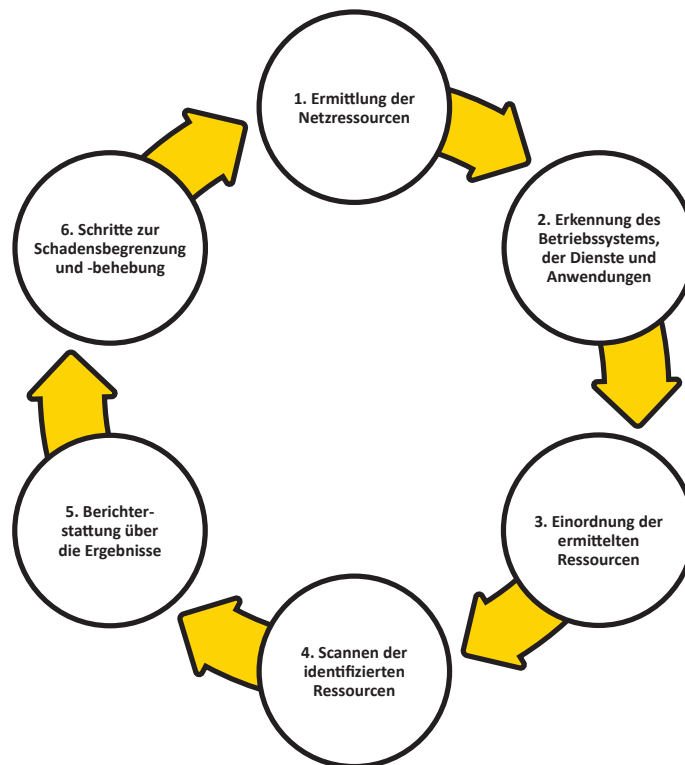 1. Ermittlung der
Netzressourcen
2. Erkennung des
Betriebssystems,
der Dienste und
Anwendungen
3. Einordnung der
ermittelten
Ressourcen
4. Scannen der
identifizierten
Ressourcen
5. Berichter-
stattung über
die Ergebnisse
6. Schritte zur
Schadensbegrenzung
und -behebung